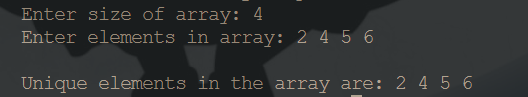 Enter size of array: 4
Enter elements in array: 2 4 5 6
Unique elements in the array are: 2 4 5 6